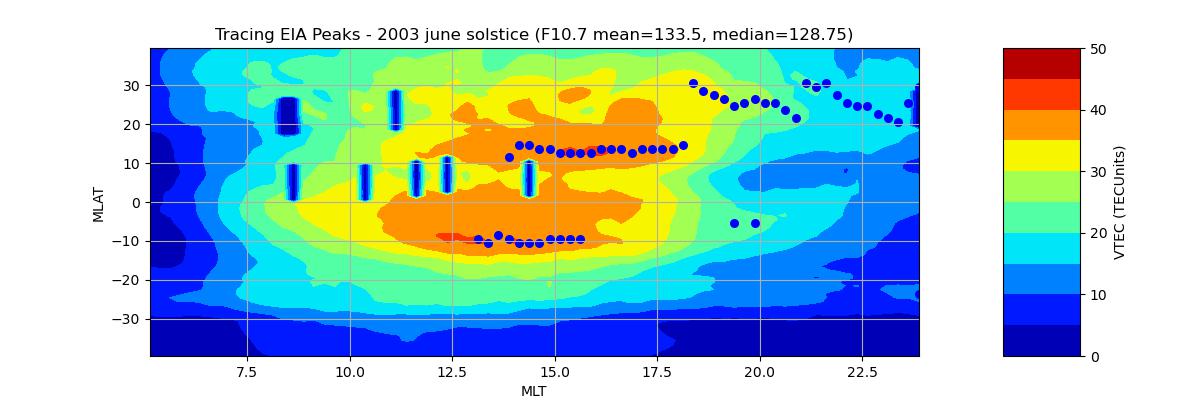 Tracing EIA Peaks - 2003 june solstice (F10.7 mean=133.5, median=128.75)
30
20
10
0
−10
−20
−30
MLAT
7.5 10.0 12.5 15.0 17.5 20.0 22.5
MLT
50
40
30
20
10
0
VTEC (TECUnits)